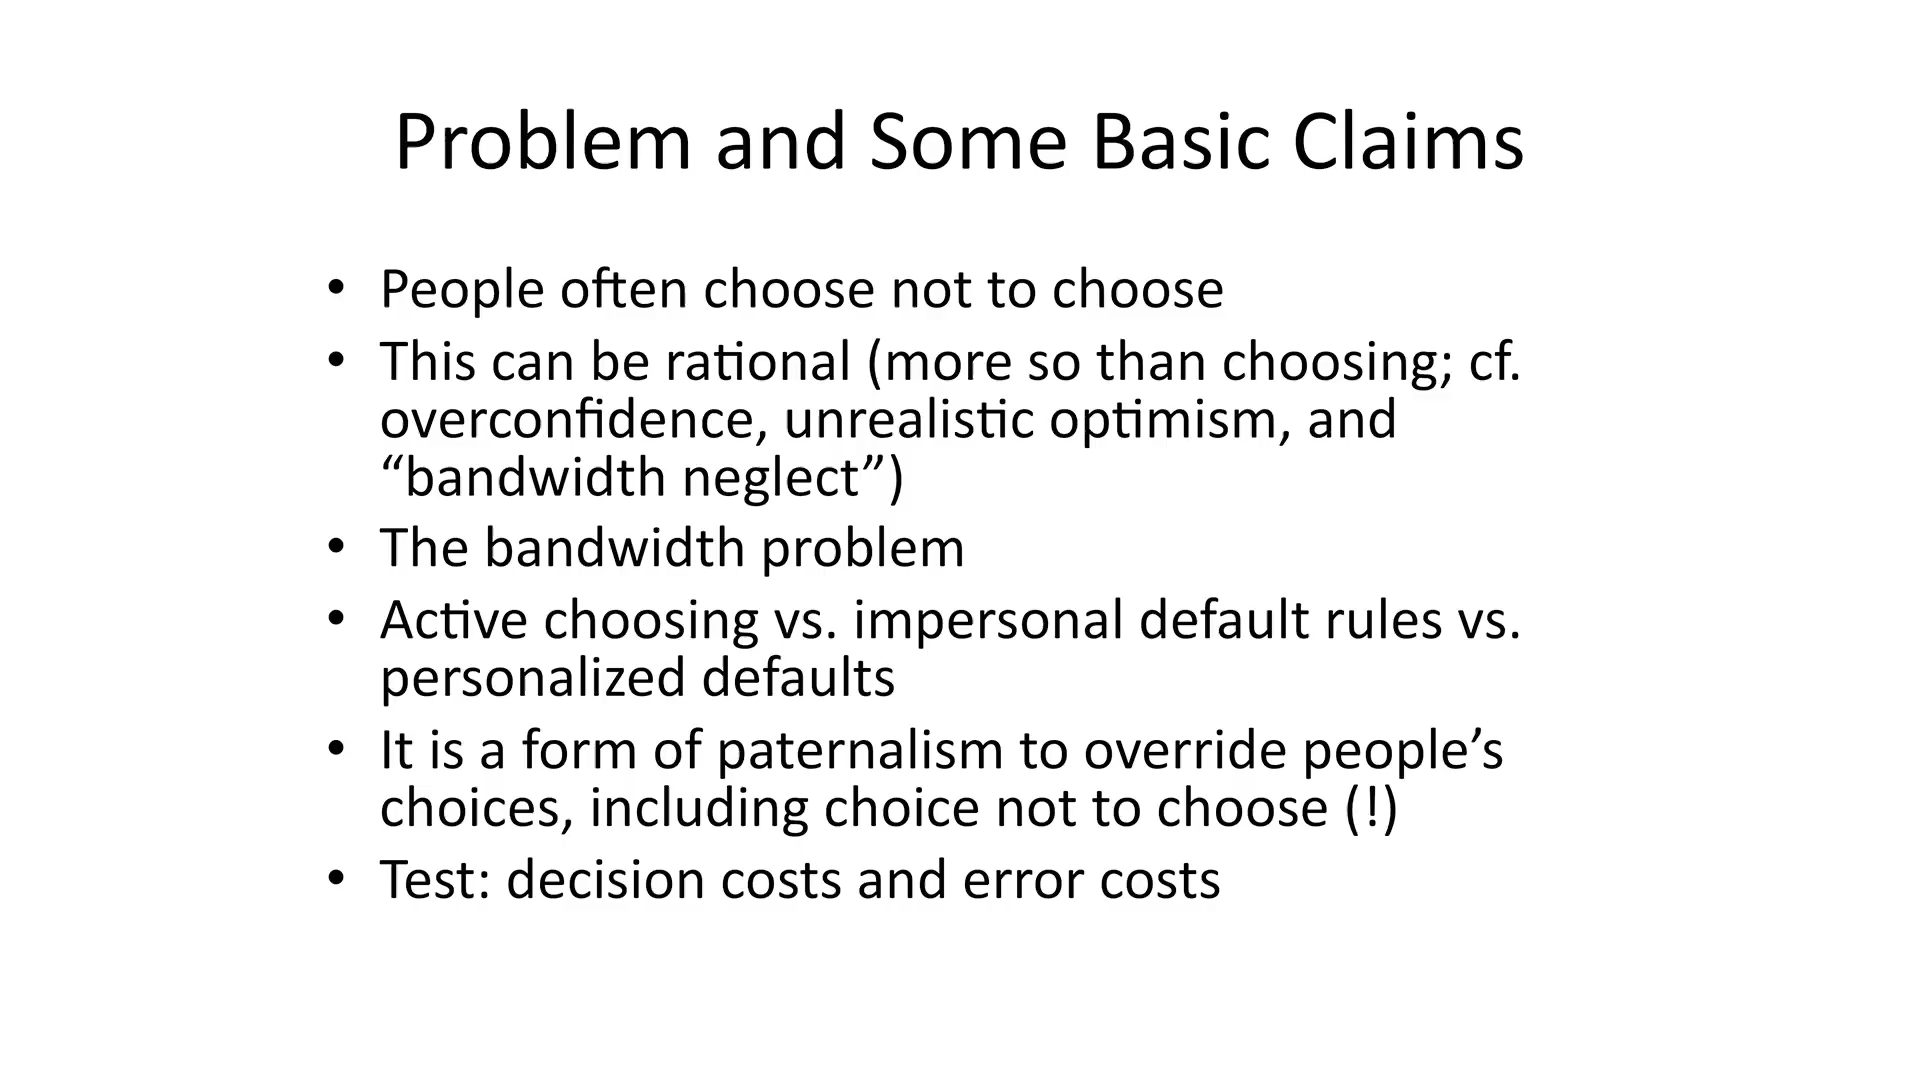 Problem and Some Basic Claims
• People often choose not to choose
• This can be rational (more so than choosing; cf.
overconfidence, unrealistic optimism, and
“bandwidth neglect”)
• The bandwidth problem
• Active choosing vs. impersonal default rules vs.
personalized defaults
• It is a form of paternalism to override people’s
choices, including choice not to choose (!)
• Test: decision costs and error costs